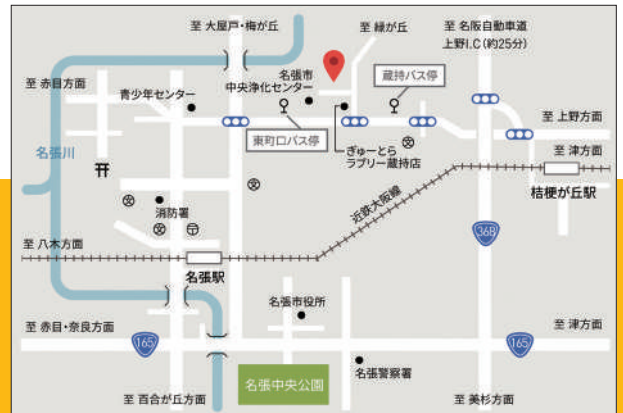 至 大屋戸・梅が丘
至 緑が丘
至 名阪自動車道
上野I.C(約25分)
至 赤目方面
青少年センター
名張市
中央浄化センター
蔵持バス停
東町口バス停
至 上野方面
ぎゅーとら
ラブリー蔵持店
名張川
至 津方面
桔梗が丘駅
近鉄大阪線
消防署
368
至 八木方面
名張駅
名張市役所
至 赤目・奈良方面
165
165
至 津方面
名張中央公園
名張警察署
至 百合が丘方面
至 美杉方面